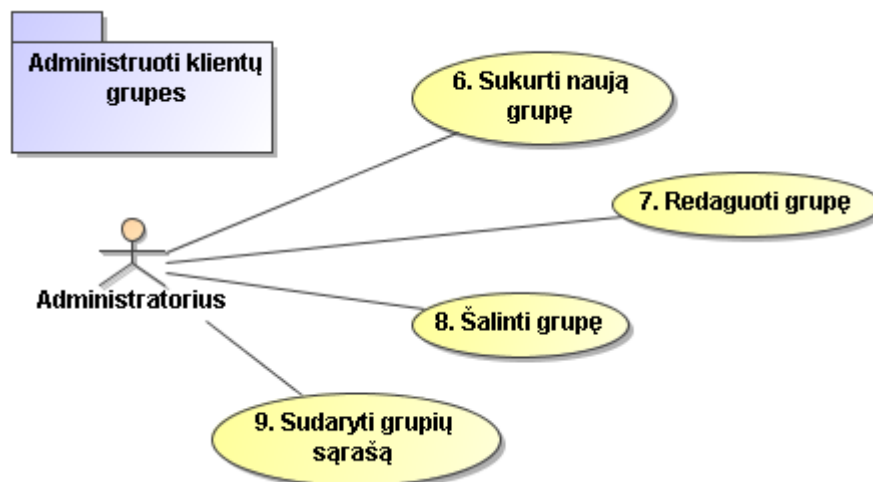 Administruoti klientų
grupes
6. Sukurti naują
grupę
7. Redaguoti grupę
Administratorius
8. Šalinti grupę
9. Sudaryti grupių
sąrašą